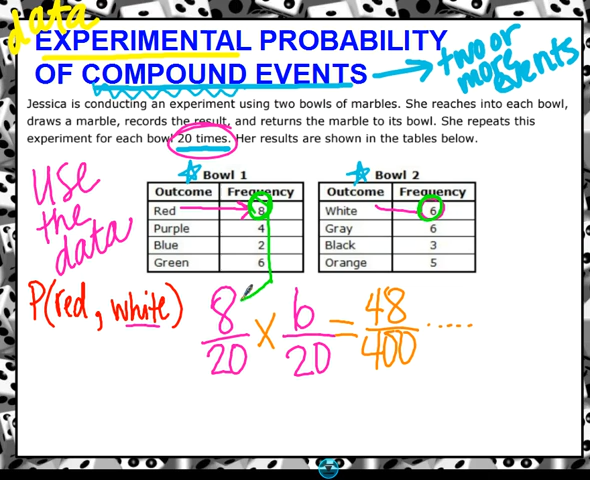 data
EXPERIMENTAL PROBABILITY
OF COMPOUND EVENTS → two or more events
Jessica is conducting an experiment using two bowls of marbles. She reaches into each bowl,
draws a marble, records the result, and returns the marble to its bowl. She repeats this
experiment for each bowl 20 times. Her results are shown in the tables below.
use the data
Bowl 1
Outcome Frequency
Red 8
Purple 4
Blue 2
Green 6
Bowl 2
Outcome Frequency
White 6
Gray 6
Black 3
Orange 5
P(red, white) 8/20 x 6/20 = 48/400 .....